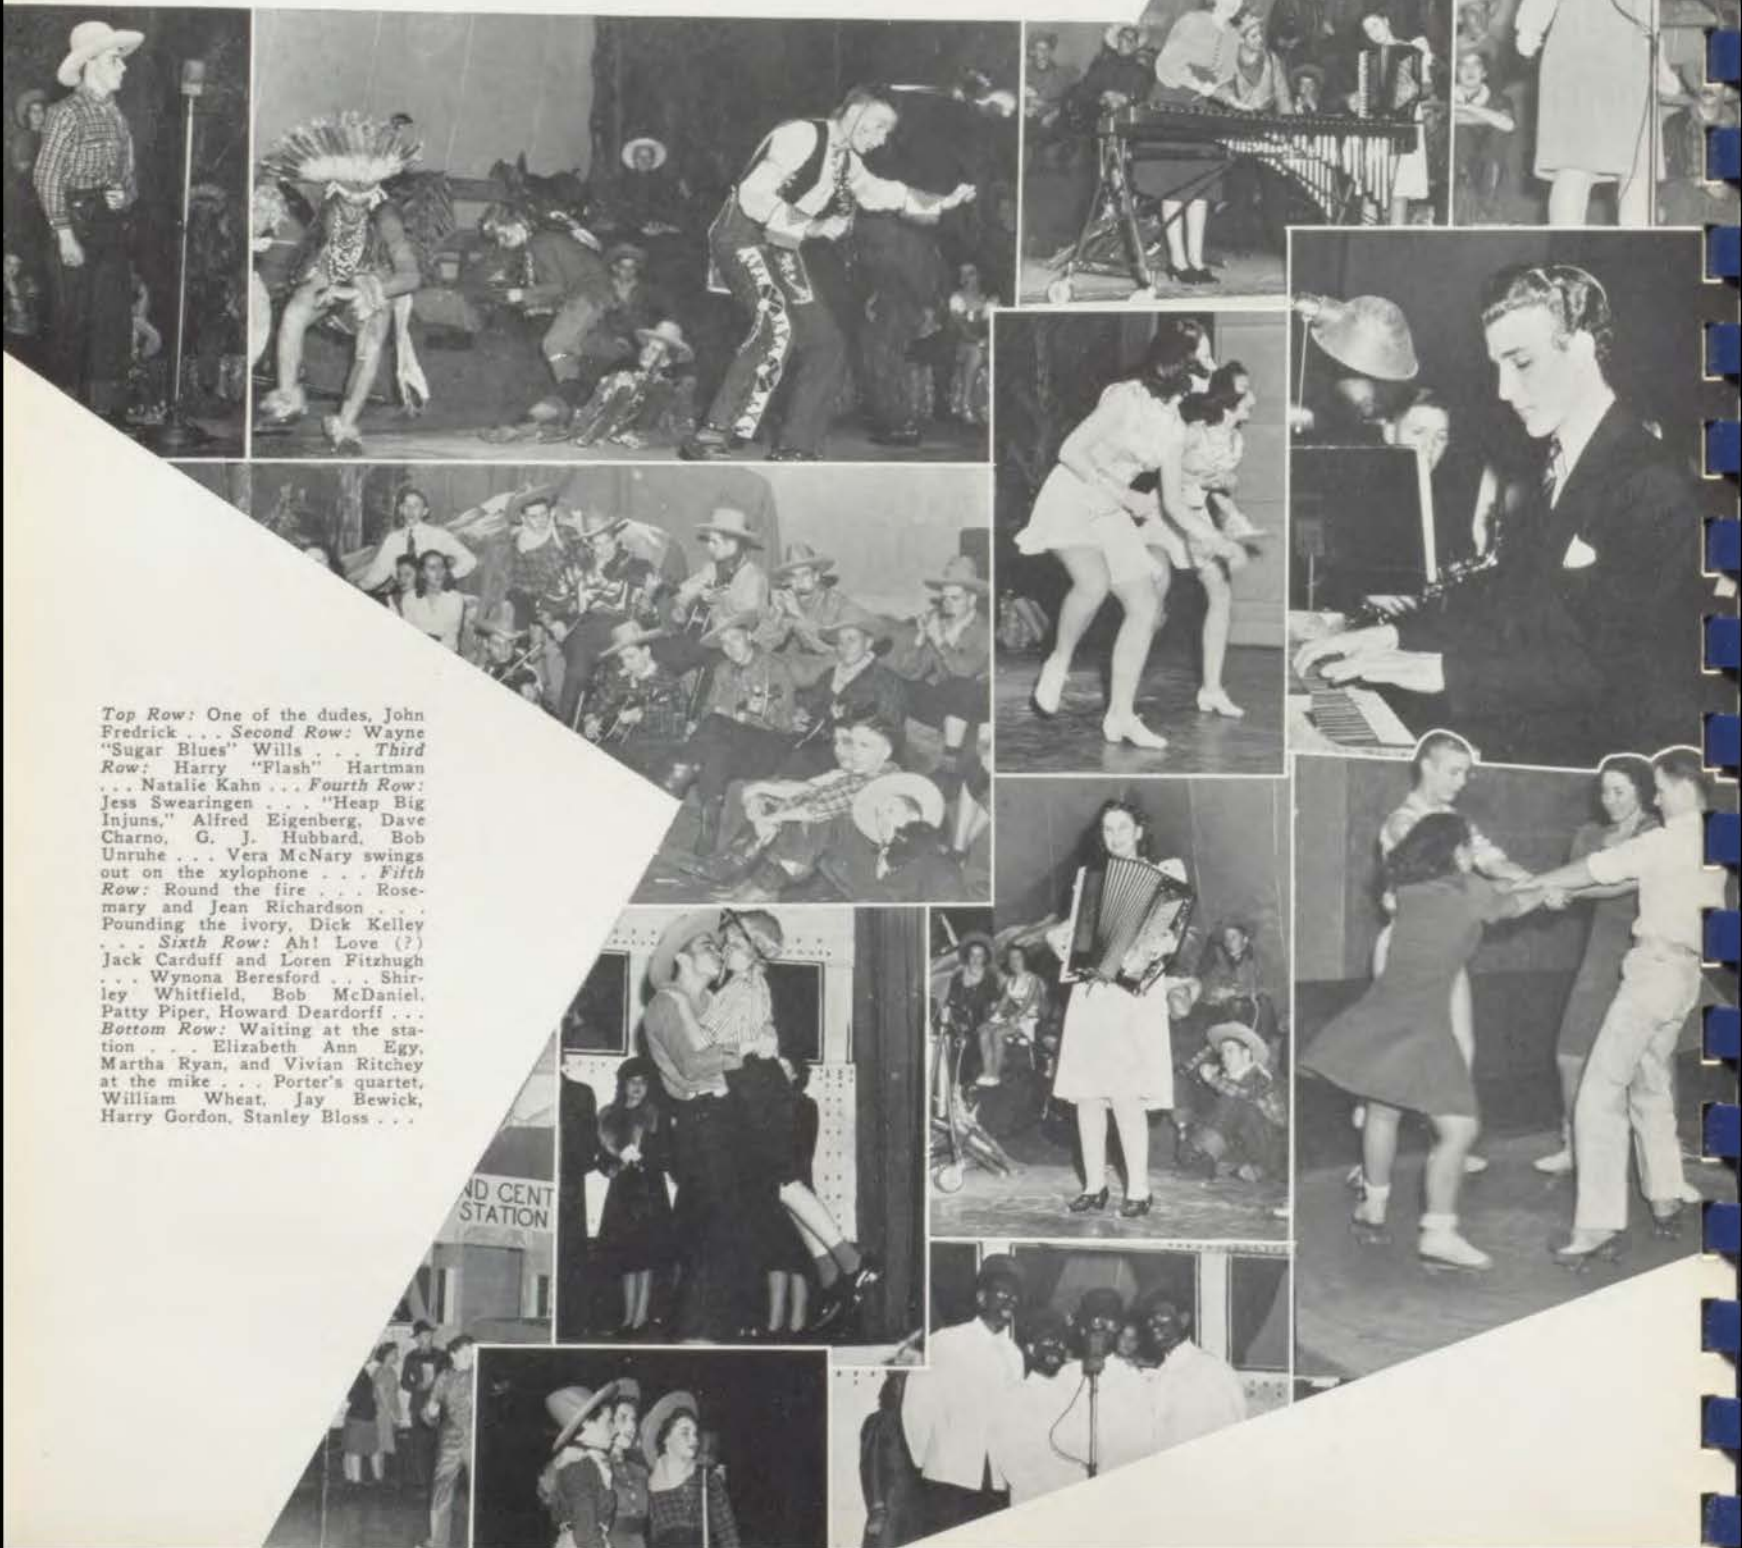 Top Row: One of the dudes, John
Fredrick . . . Second Row: Wayne
"Sugar Blues" Wills . . . Third
Row: Harry "Flash" Hartman
. . . Natalie Kahn . . . Fourth Row:
Jess Swearingen . . . "Heap Big
Injuns," Alfred Eigenberg, Dave
Charno, G. J. Hubbard, Bob
Unruhe . . . Vera McNary swings
out on the xylophone . . . Fifth
Row: Round the fire . . . Rose-
mary and Jean Richardson . . .
Pounding the ivory, Dick Kelley
. . . Sixth Row: Ah! Love (?)
Jack Carduff and Loren Fitzhugh
. . . Wynona Beresford . . . Shir-
ley Whitfield, Bob McDaniel,
Patty Piper, Howard Deardorff . . .
Bottom Row: Waiting at the sta-
tion . . . Elizabeth Ann Egy,
Martha Ryan, and Vivian Ritchey
at the mike . . . Porter's quartet,
William Wheat, Jay Bewick,
Harry Gordon, Stanley Bloss . . .
ND CENT
STATION